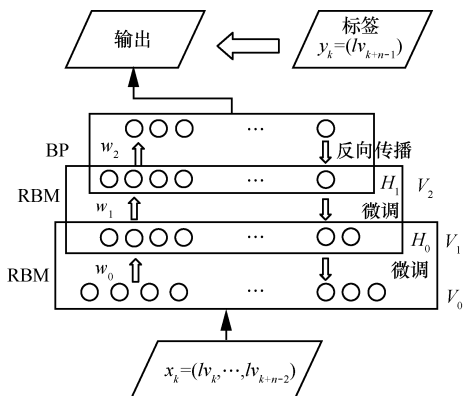 输出
标签
y_k=(lv_{k+n-1})
BP
w_2
…
反向传播
RBM
w_1
…
H_1
V_2
微调
RBM
w_0
…
H_0
V_1
微调
…
V_0
x_k=(lv_k,…,lv_{k+n-2})